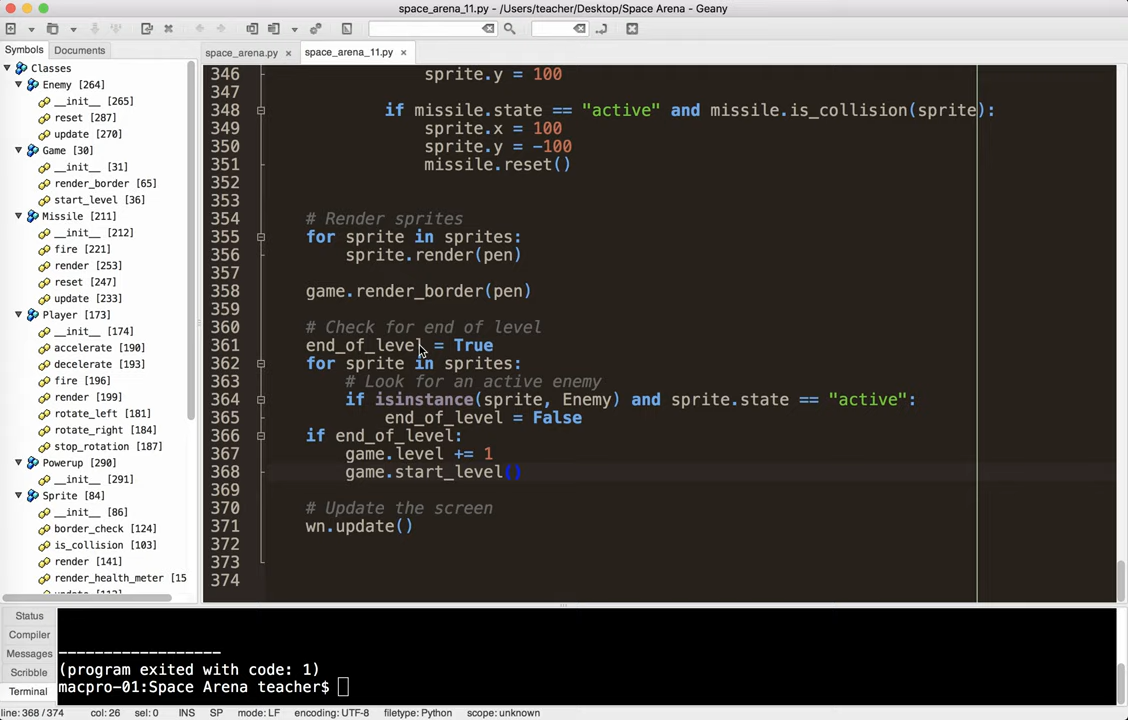 space_arena_11.py - /Users/teacher/Desktop/Space Arena - Geany
Symbols Documents
space_arena.py × space_arena_11.py ×
Classes
Enemy [264]
__init__ [265]
reset [287]
update [270]
Game [30]
__init__ [31]
render_border [65]
start_level [36]
Missile [211]
__init__ [212]
fire [221]
render [253]
reset [247]
update [233]
Player [173]
__init__ [174]
accelerate [190]
decelerate [193]
fire [196]
render [199]
rotate_left [181]
rotate_right [184]
stop_rotation [187]
Powerup [290]
__init__ [291]
Sprite [84]
__init__ [86]
border_check [124]
is_collision [103]
render [141]
render_health_meter [15
346 sprite.y = 100
347
348 if missile.state == "active" and missile.is_collision(sprite):
349 sprite.x = 100
350 sprite.y = -100
351 missile.reset()
352
353
354 # Render sprites
355 for sprite in sprites:
356 sprite.render(pen)
357
358 game.render_border(pen)
359
360 # Check for end of level
361 end_of_level = True
362 for sprite in sprites:
363 # Look for an active enemy
364 if isinstance(sprite, Enemy) and sprite.state == "active":
365 end_of_level = False
366 if end_of_level:
367 game.level += 1
368 game.start_level()
369
370 # Update the screen
371 wn.update()
372
373
374
Status
Compiler
Messages
Scribble
Terminal
------------------
(program exited with code: 1)
macpro-01:Space Arena teacher$
line: 368 / 374 col: 26 sel: 0 INS SP mode: LF encoding: UTF-8 filetype: Python scope: unknown